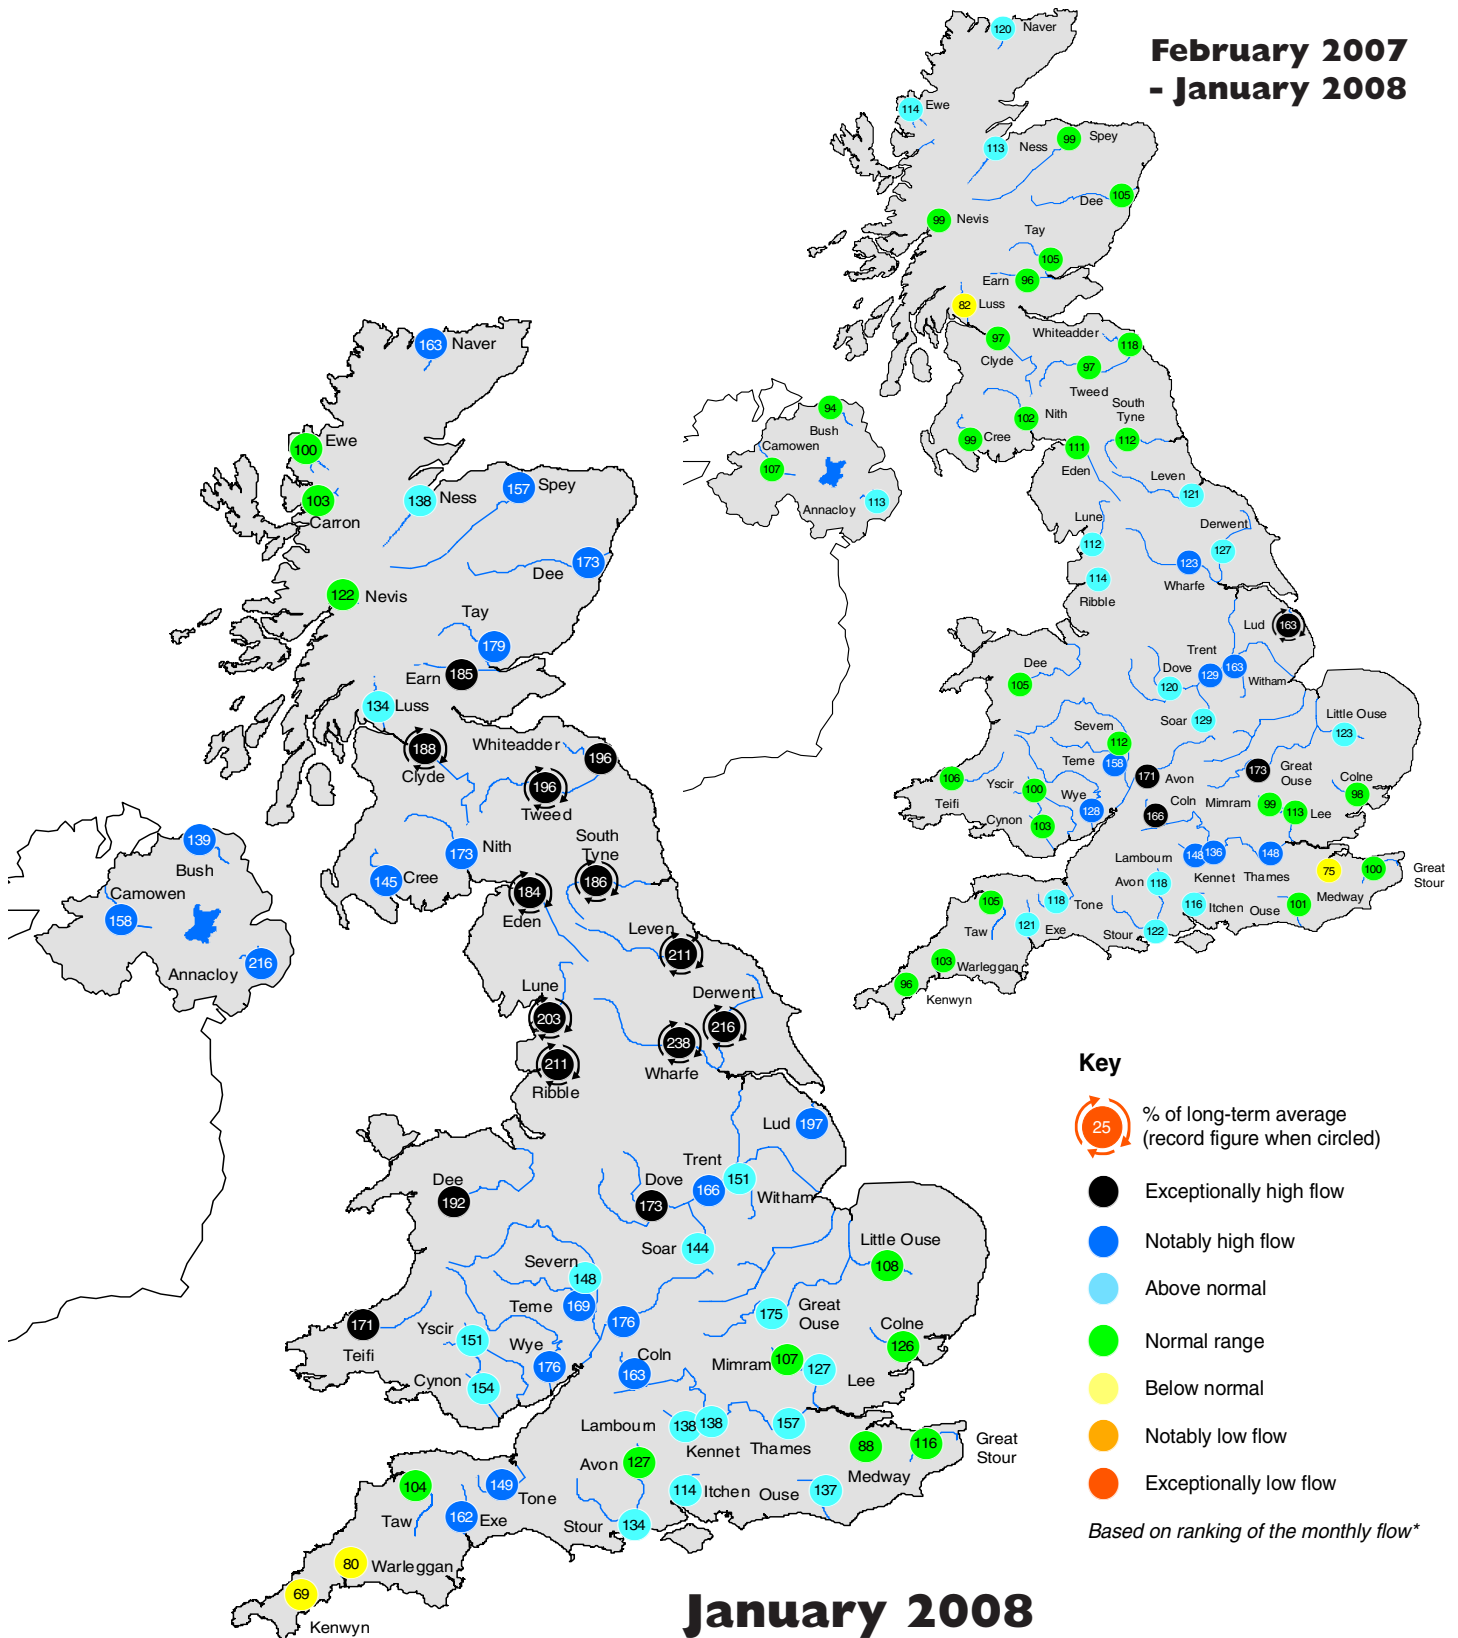 February 2007
- January 2008
120 Naver
114 Ewe
113 Ness
99 Spey
Dee 105
99 Nevis
Tay
105
Earn 96
82 Luss
Whiteadder 118
97
Clyde
97
Tweed
South
Tyne
112
102 Nith
99 Cree
111
Eden
94
Bush
Camowen
107
Annacloy 113
Leven
121
Lune
112
Derwent
127
123
Wharfe
114
Ribble
Lud 163
Trent
129
163
Witham
Dove
120
Dee
105
Soar 129
Little Ouse
123
Severn
112
Teme 158
171 Avon
173 Great
Ouse
106
Teifi
Yscir
100
Wye
128
Coln
166
Mimram 99
113 Lee
Colne
98
Cynon 103
Lambourn 148
136
Kennet
148
Thames
75
Medway
100 Great
Stour
Avon 118
116 Itchen
Ouse 101
105
Taw
118 Tone
121 Exe
Stour 122
103
Warleggan
96
Kenwyn
163 Naver
100 Ewe
103
Carron
138 Ness
157 Spey
Dee 173
122 Nevis
Tay
179
Earn 185
134 Luss
188
Clyde
Whiteadder 196
196
Tweed
173 Nith
South
Tyne
186
145 Cree
184
Eden
139
Bush
Camowen
158
Annacloy 216
Leven
211
Lune
203
Derwent
216
238
Wharfe
211
Ribble
Lud 197
Trent
166
151
Witham
Dove
173
Dee
192
Soar 144
Little Ouse
108
Severn
148
Teme 169
176
175 Great
Ouse
171
Teifi
Yscir
151
Wye
176
Coln
163
Mimram 107
127
Lee
Colne
126
Cynon 154
Lambourn 138
138
Kennet
157
Thames
88
Medway
116 Great
Stour
Avon 127
114 Itchen
Ouse 137
104
Taw
149
Tone
162 Exe
Stour 134
80 Warleggan
69
Kenwyn
January 2008
Key
25 % of long-term average
(record figure when circled)
Exceptionally high flow
Notably high flow
Above normal
Normal range
Below normal
Notably low flow
Exceptionally low flow
Based on ranking of the monthly flow*